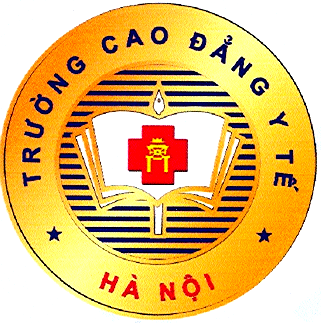 TRƯỜNG CAO ĐẲNG Y TẾ
HÀ NỘI